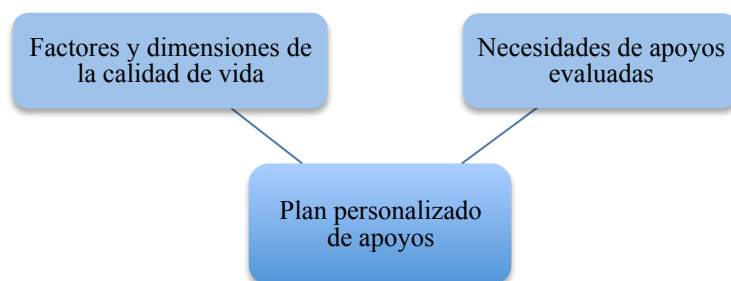 Factores y dimensiones de
la calidad de vida
Necesidades de apoyos
evaluadas
Plan personalizado
de apoyos